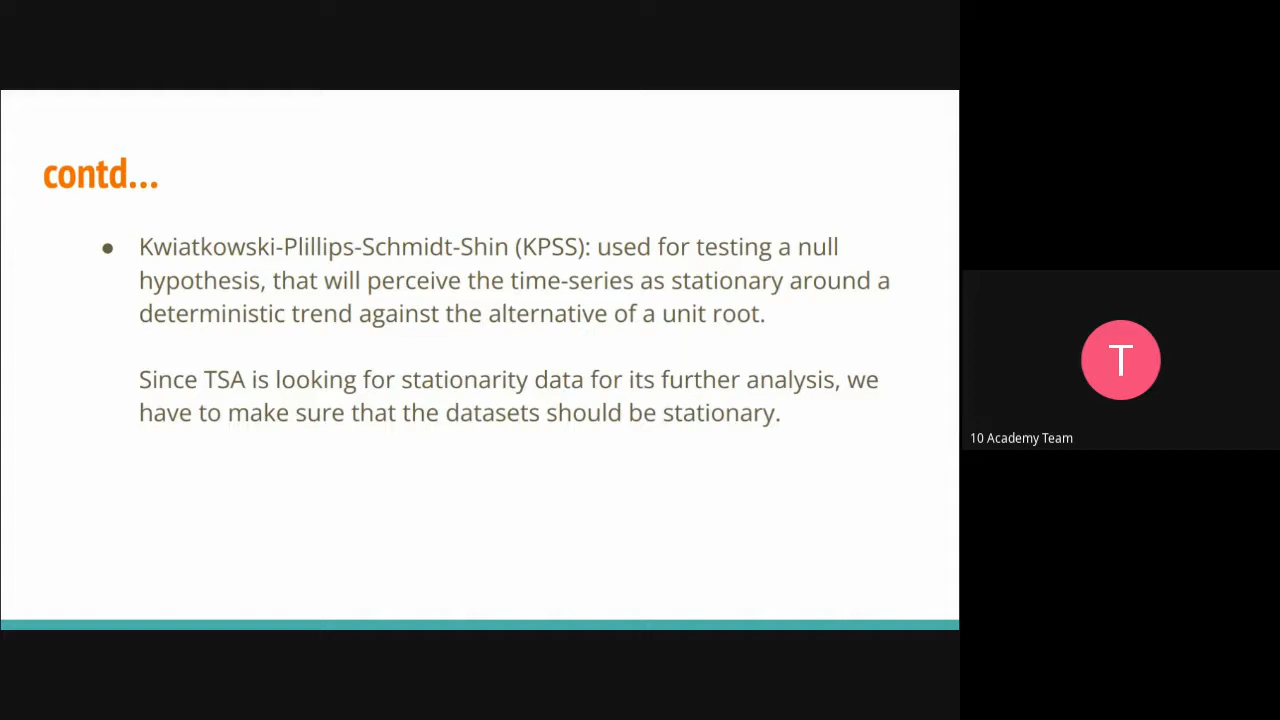 contd...
● Kwiatkowski-Plillips-Schmidt-Shin (KPSS): used for testing a null
hypothesis, that will perceive the time-series as stationary around a
deterministic trend against the alternative of a unit root.
Since TSA is looking for stationarity data for its further analysis, we
have to make sure that the datasets should be stationary.
T
10 Academy Team